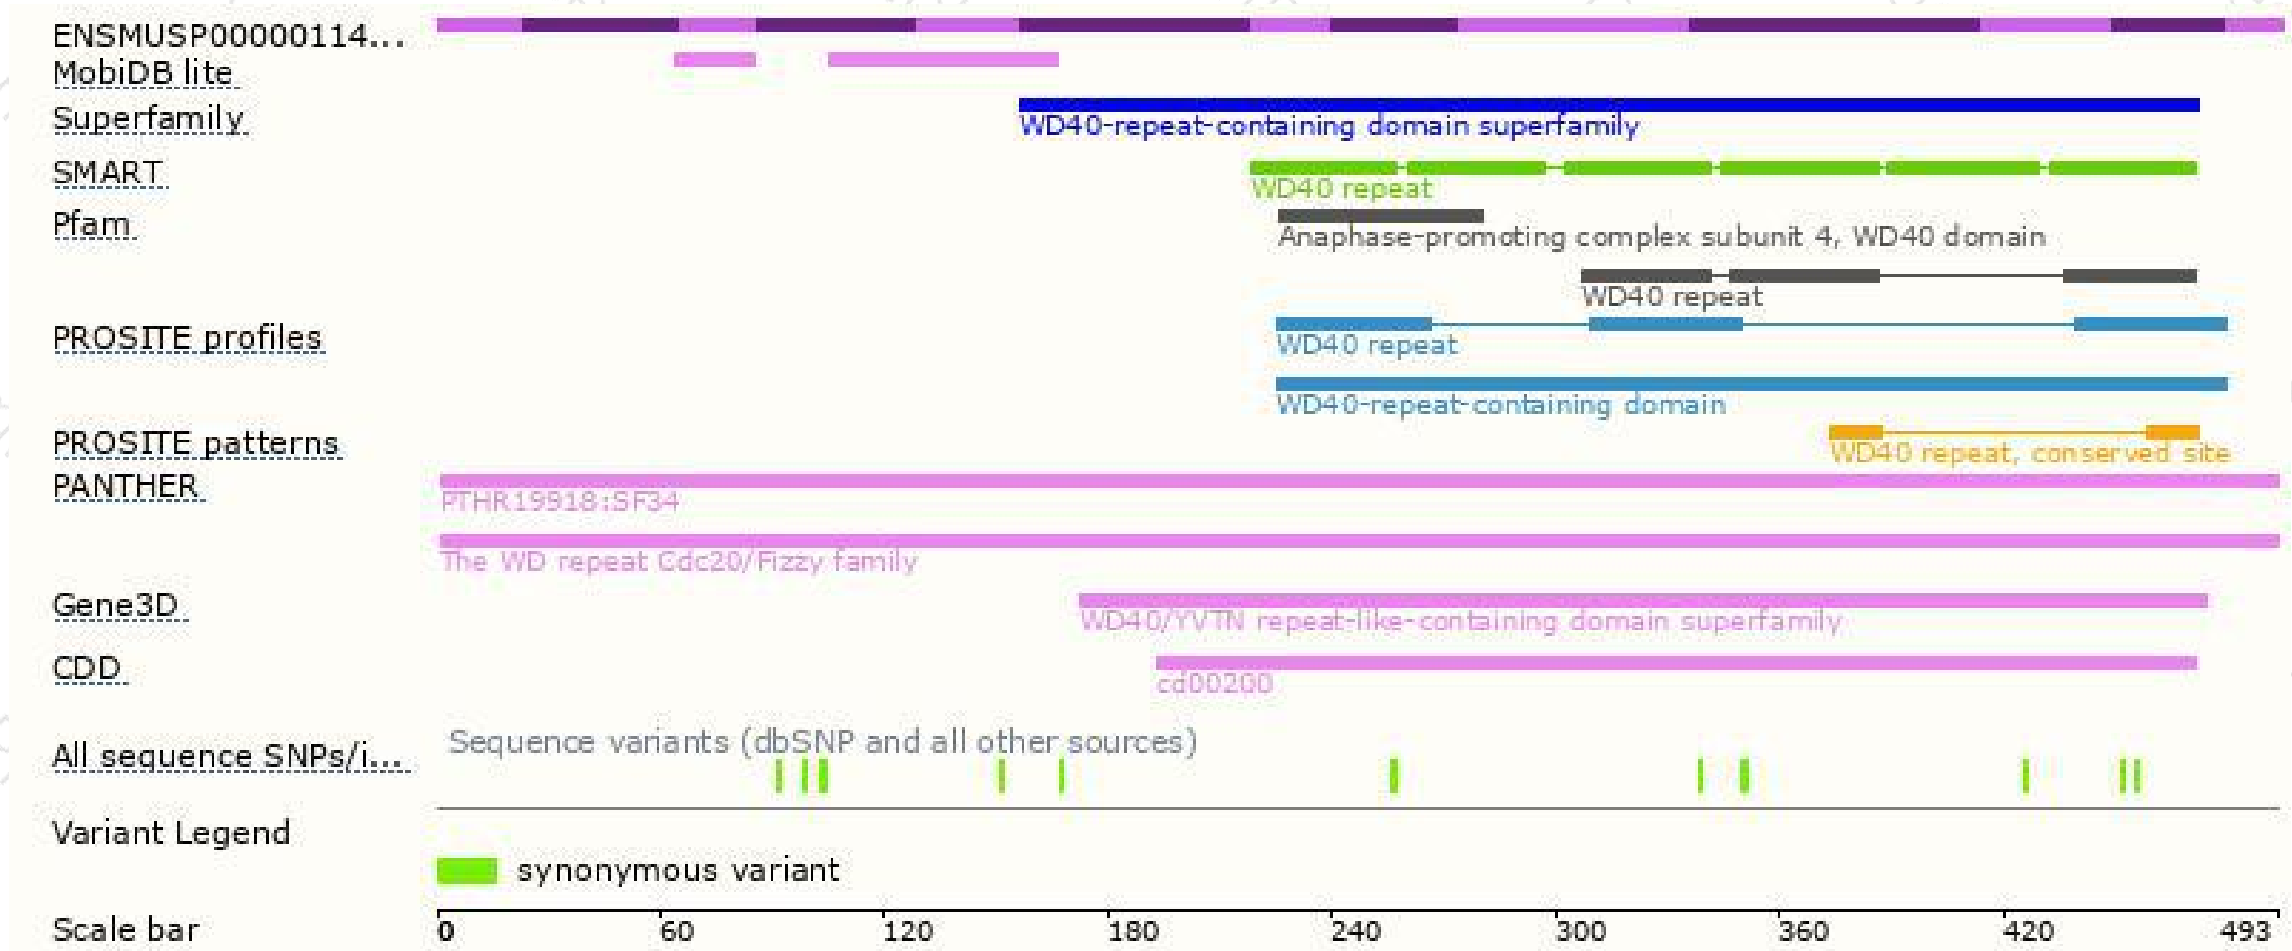 ENSMUSP00000114...
MobiDB lite
Superfamily
WD40-repeat-containing domain superfamily
SMART
WD40 repeat
Pfam
Anaphase-promoting complex subunit 4, WD40 domain
WD40 repeat
PROSITE profiles
WD40 repeat
WD40-repeat-containing domain
PROSITE patterns
WD40 repeat, conserved site
PANTHER
PTHR19918:SF34
The WD repeat Cdc20/Fizzy family
Gene3D
WD40/YVTN repeat-like-containing domain superfamily
CDD
cd00200
Sequence variants (dbSNP and all other sources)
All sequence SNPs/i...
Variant Legend
synonymous variant
Scale bar 0 60 120 180 240 300 360 420 493